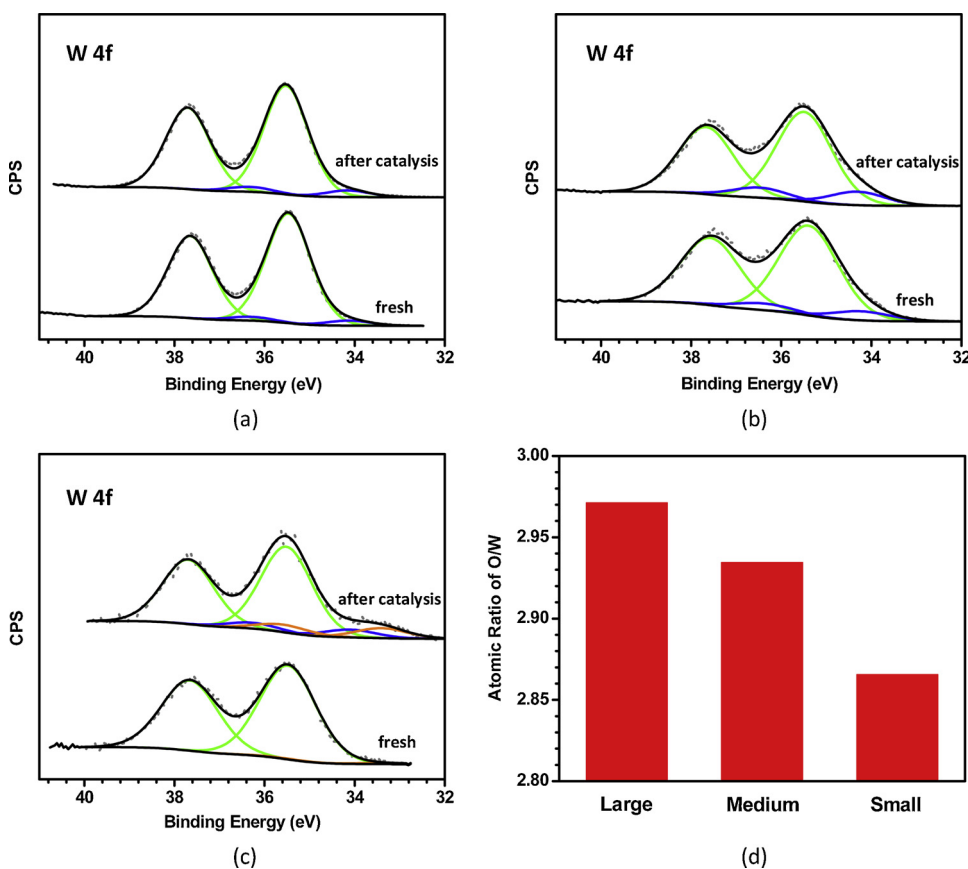 W 4f
after catalysis
fresh
CPS
40 38 36 34 32
Binding Energy (eV)
(a)
W 4f
after catalysis
fresh
CPS
40 38 36 34 32
Binding Energy (eV)
(b)
W 4f
after catalysis
fresh
CPS
40 38 36 34 32
Binding Energy (eV)
(c)
3.00
2.95
2.90
2.85
2.80
Atomic Ratio of O/W
Large Medium Small
(d)